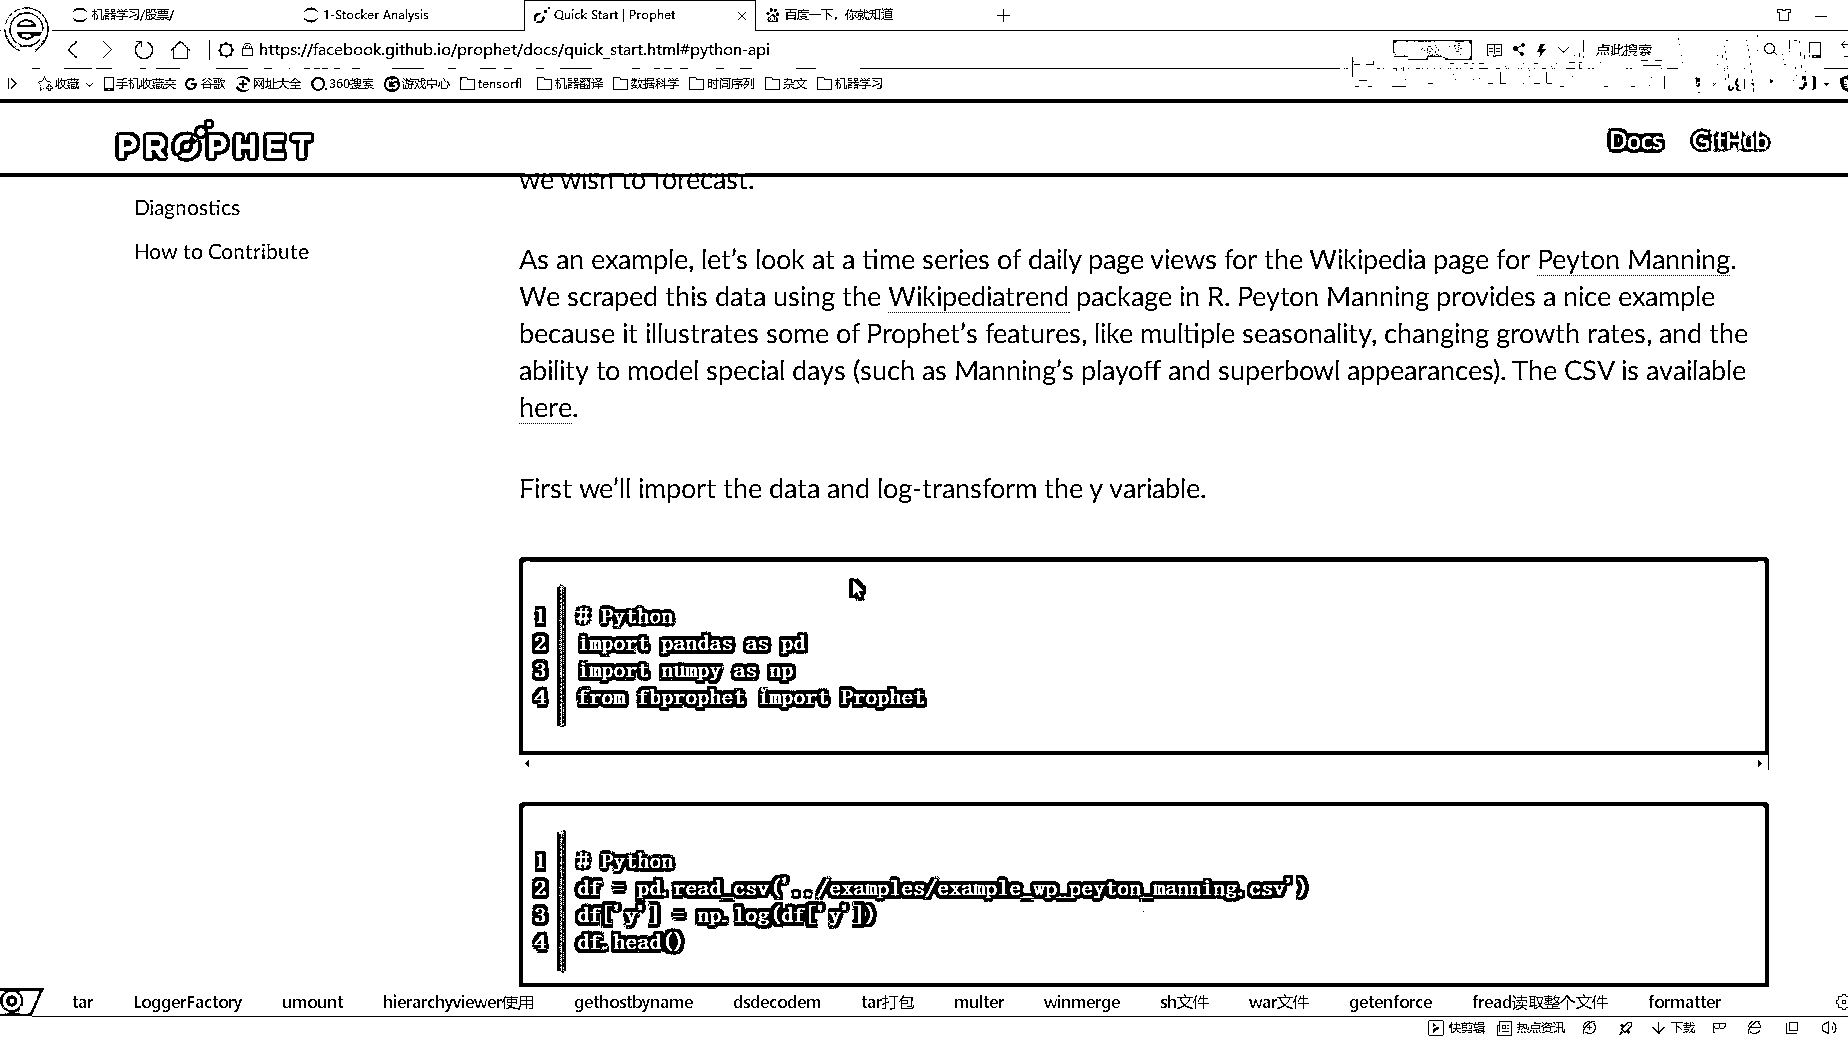 机器学习/股票/
1-Stocker Analysis
Quick Start | Prophet
百度一下，你就知道
https://facebook.github.io/prophet/docs/quick_start.html#python-api
点此搜索
收藏
手机收藏夹
谷歌
网址大全
360搜索
游戏中心
tensorfl
机器翻译
数据科学
时间序列
杂文
机器学习
PROPHET
Docs
GitHub
we wish to forecast.
Diagnostics
How to Contribute
As an example, let’s look at a time series of daily page views for the Wikipedia page for Peyton Manning.
We scraped this data using the Wikipediatrend package in R. Peyton Manning provides a nice example
because it illustrates some of Prophet’s features, like multiple seasonality, changing growth rates, and the
ability to model special days (such as Manning’s playoff and superbowl appearances). The CSV is available
here.
First we’ll import the data and log-transform the y variable.
1 # Python
2 import pandas as pd
3 import numpy as np
4 from fbprophet import Prophet
1 # Python
2 df = pd.read_csv('../examples/example_wp_peyton_manning.csv')
3 df['y'] = np.log(df['y'])
4 df.head()
tar
LoggerFactory
umount
hierarchyviewer使用
gethostbyname
dsdecodem
tar打包
multer
winmerge
sh文件
war文件
getenforce
fread读取整个文件
formatter
快剪辑
热点资讯
下载